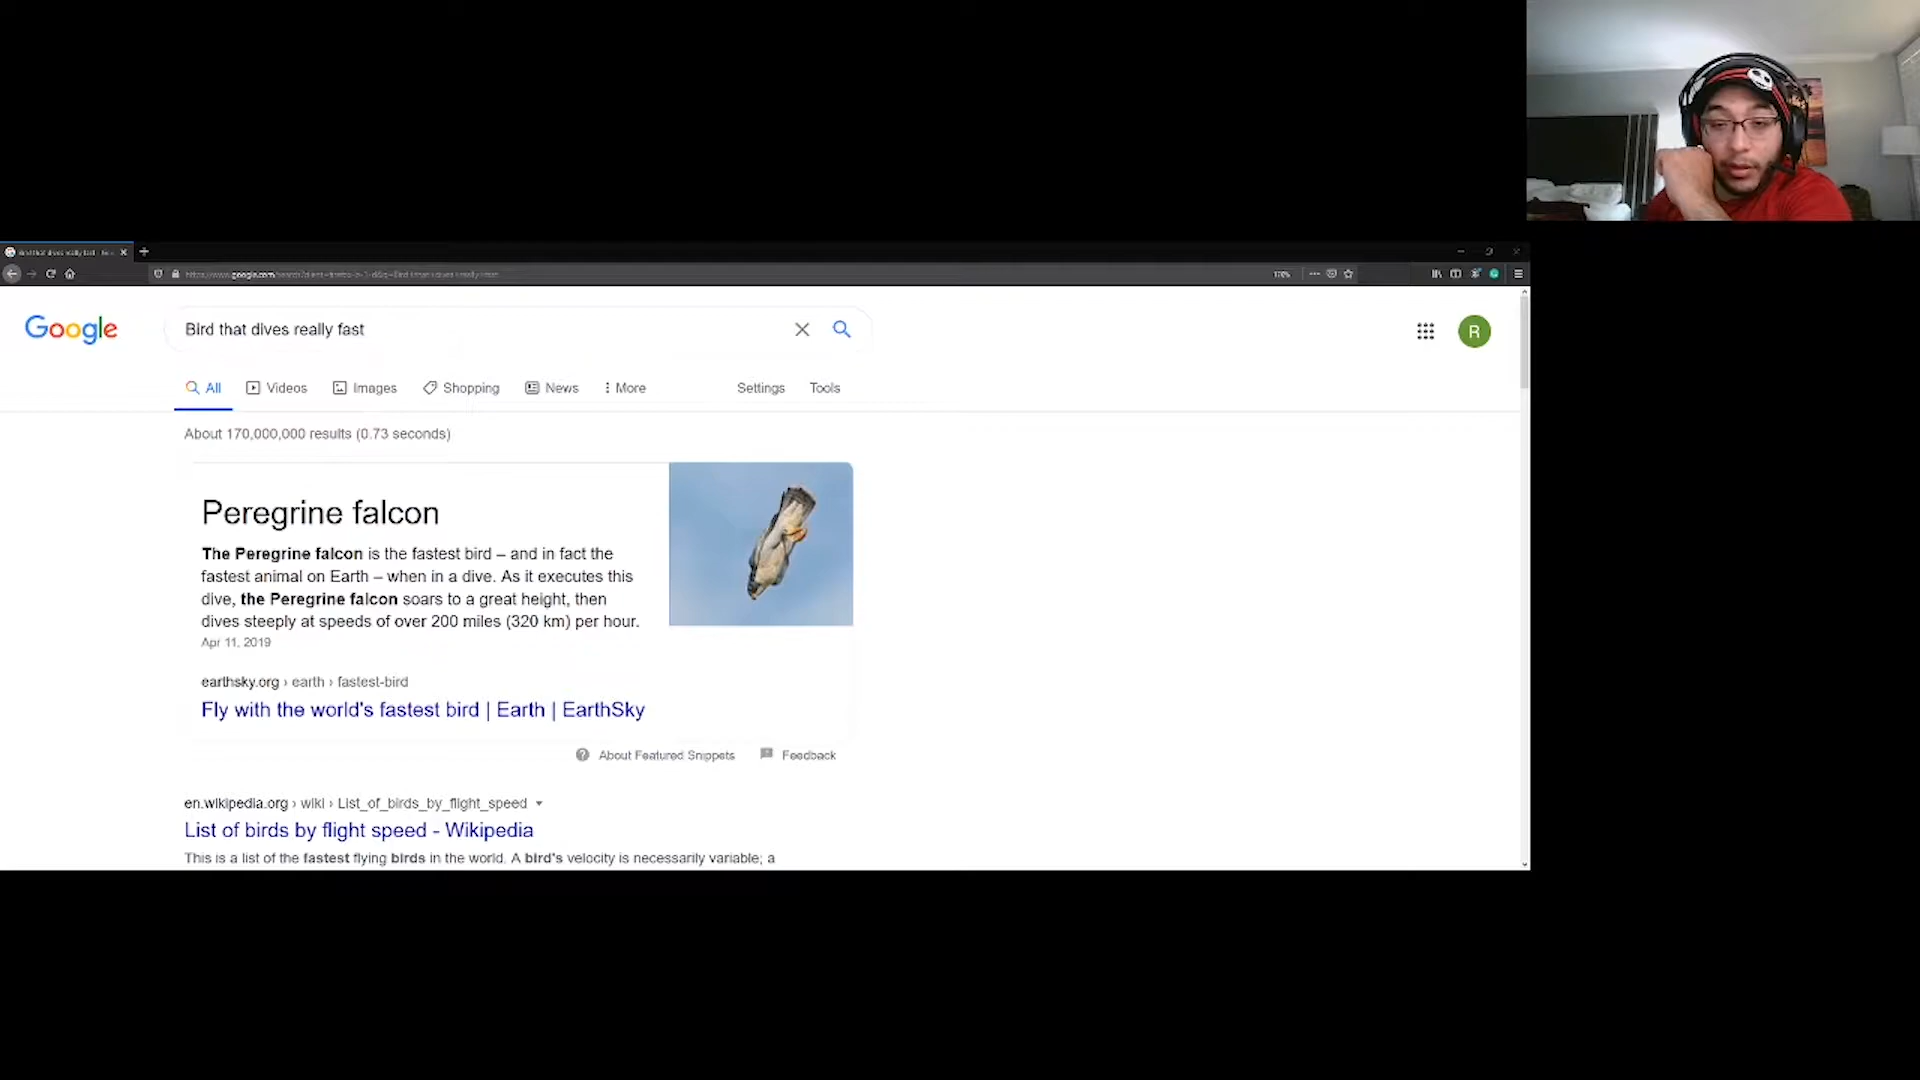 Google
Bird that dives really fast
R
All
Videos
Images
Shopping
News
More
Settings
Tools
About 170,000,000 results (0.73 seconds)
Peregrine falcon
The Peregrine falcon is the fastest bird – and in fact the
fastest animal on Earth – when in a dive. As it executes this
dive, the Peregrine falcon soars to a great height, then
dives steeply at speeds of over 200 miles (320 km) per hour.
Apr 11, 2019
earthsky.org › earth › fastest-bird
Fly with the world's fastest bird | Earth | EarthSky
About Featured Snippets
Feedback
en.wikipedia.org › wiki › List_of_birds_by_flight_speed
List of birds by flight speed - Wikipedia
This is a list of the fastest flying birds in the world. A bird's velocity is necessarily variable; a